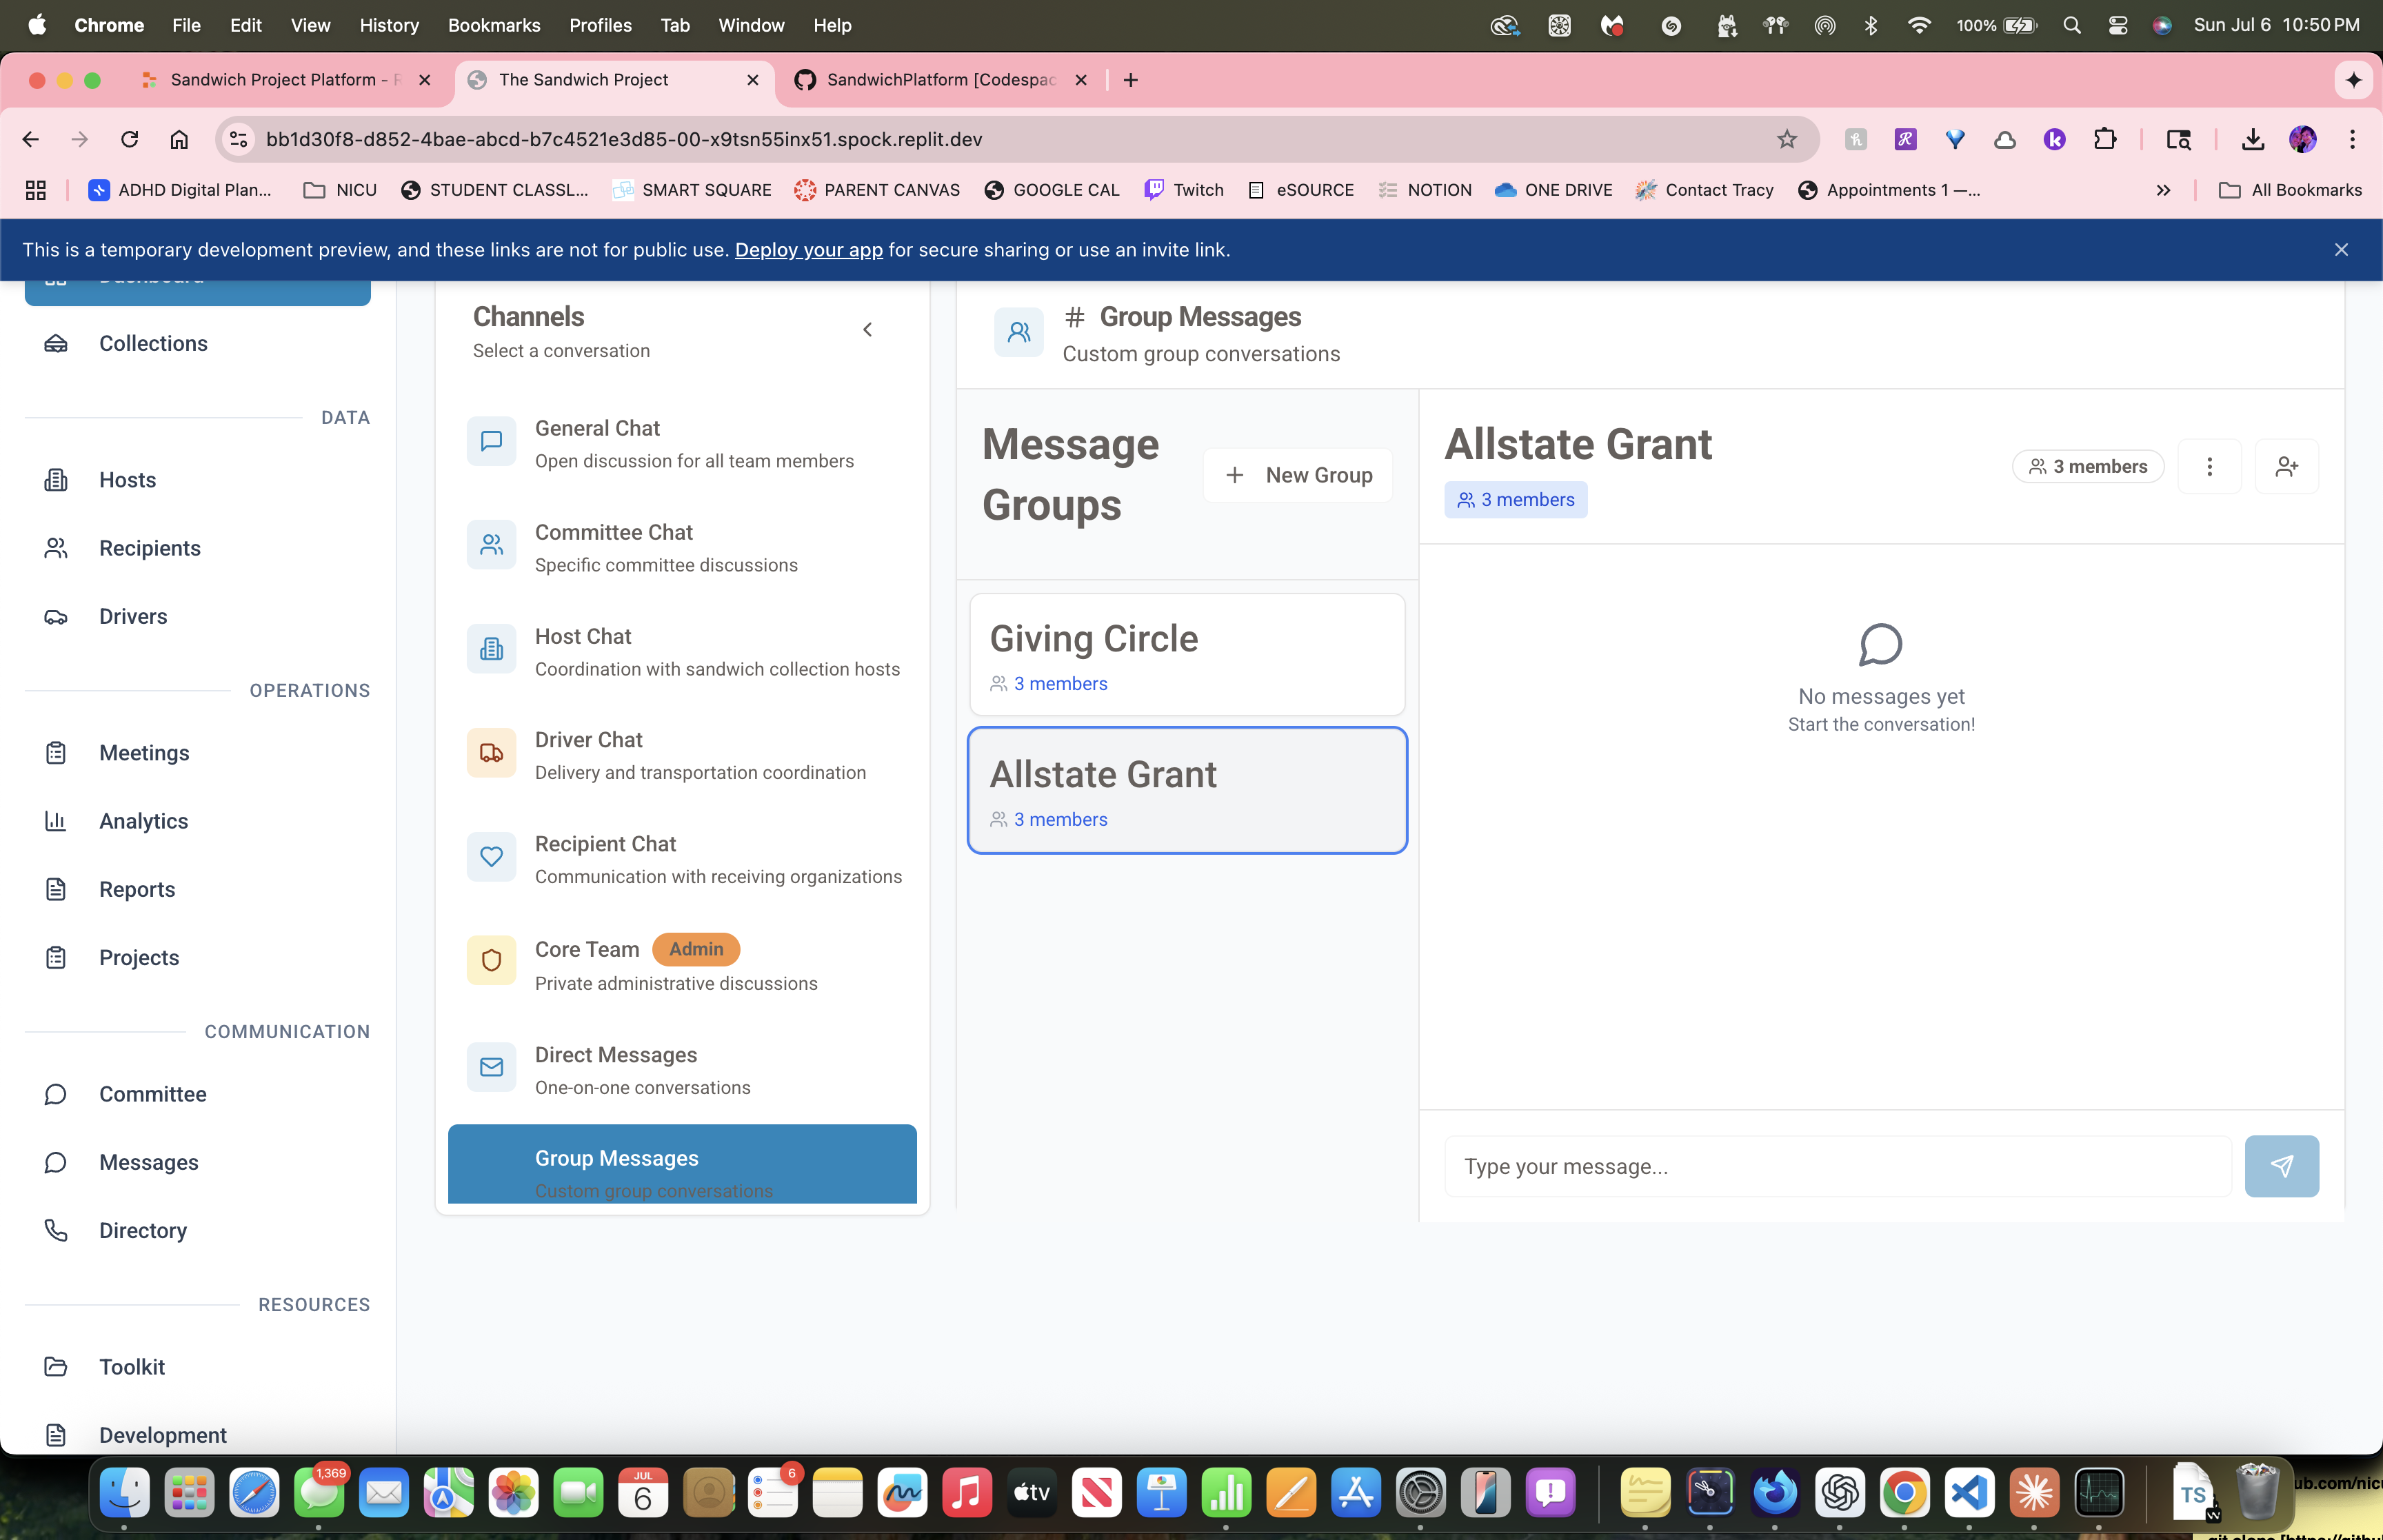 Chrome File Edit View History Bookmarks Profiles Tab Window Help 100% Sun Jul 6 10:50 PM
Sandwich Project Platform - R
The Sandwich Project
SandwichPlatform [Codespac
bb1d30f8-d852-4bae-abcd-b7c4521e3d85-00-x9tsn55inx51.spock.replit.dev
ADHD Digital Plan... NICU STUDENT CLASSL... SMART SQUARE PARENT CANVAS GOOGLE CAL Twitch eSOURCE NOTION ONE DRIVE Contact Tracy Appointments 1 —... All Bookmarks
This is a temporary development preview, and these links are not for public use. Deploy your app for secure sharing or use an invite link.
Collections
DATA
Hosts
Recipients
Drivers
OPERATIONS
Meetings
Analytics
Reports
Projects
COMMUNICATION
Committee
Messages
Directory
RESOURCES
Toolkit
Development
Channels
Select a conversation
General Chat
Open discussion for all team members
Committee Chat
Specific committee discussions
Host Chat
Coordination with sandwich collection hosts
Driver Chat
Delivery and transportation coordination
Recipient Chat
Communication with receiving organizations
Core Team Admin
Private administrative discussions
Direct Messages
One-on-one conversations
Group Messages
Custom group conversations
# Group Messages
Custom group conversations
Message
Groups
+ New Group
Giving Circle
3 members
Allstate Grant
3 members
Allstate Grant
3 members
3 members
No messages yet
Start the conversation!
Type your message...
1,369
JUL
6
6
tv
TS
ub.com/nicu